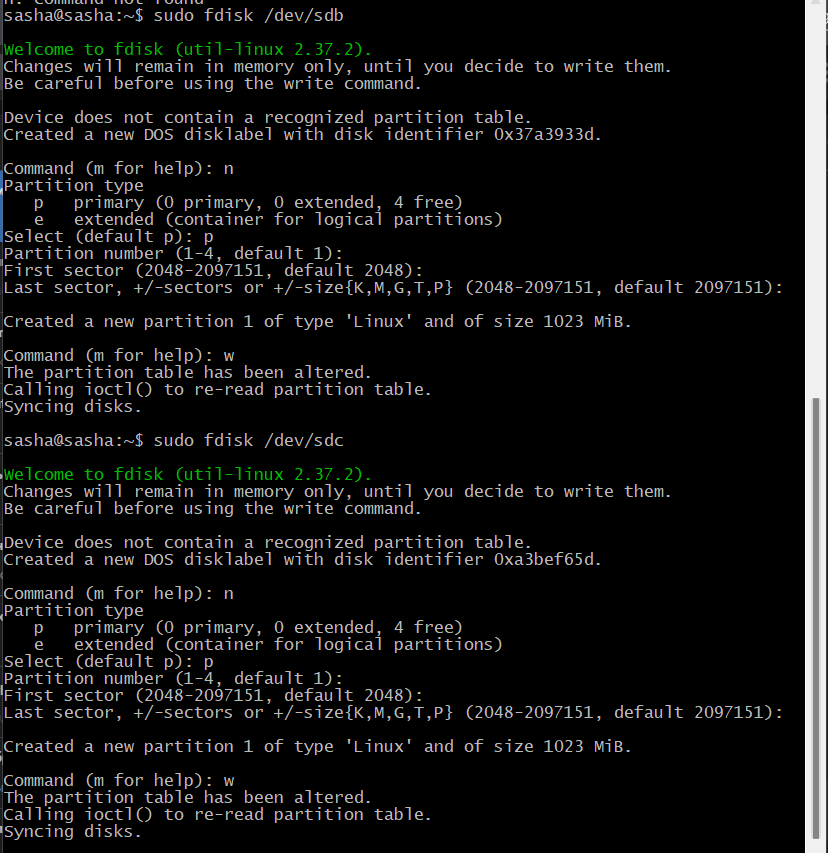 n: command not found
sasha@sasha:~$ sudo fdisk /dev/sdb
Welcome to fdisk (util-linux 2.37.2).
Changes will remain in memory only, until you decide to write them.
Be careful before using the write command.
Device does not contain a recognized partition table.
Created a new DOS disklabel with disk identifier 0x37a3933d.
Command (m for help): n
Partition type
p primary (0 primary, 0 extended, 4 free)
e extended (container for logical partitions)
Select (default p): p
Partition number (1-4, default 1):
First sector (2048-2097151, default 2048):
Last sector, +/-sectors or +/-size{K,M,G,T,P} (2048-2097151, default 2097151):
Created a new partition 1 of type 'Linux' and of size 1023 MiB.
Command (m for help): w
The partition table has been altered.
Calling ioctl() to re-read partition table.
Syncing disks.
sasha@sasha:~$ sudo fdisk /dev/sdc
Welcome to fdisk (util-linux 2.37.2).
Changes will remain in memory only, until you decide to write them.
Be careful before using the write command.
Device does not contain a recognized partition table.
Created a new DOS disklabel with disk identifier 0xa3bef65d.
Command (m for help): n
Partition type
p primary (0 primary, 0 extended, 4 free)
e extended (container for logical partitions)
Select (default p): p
Partition number (1-4, default 1):
First sector (2048-2097151, default 2048):
Last sector, +/-sectors or +/-size{K,M,G,T,P} (2048-2097151, default 2097151):
Created a new partition 1 of type 'Linux' and of size 1023 MiB.
Command (m for help): w
The partition table has been altered.
Calling ioctl() to re-read partition table.
Syncing disks.